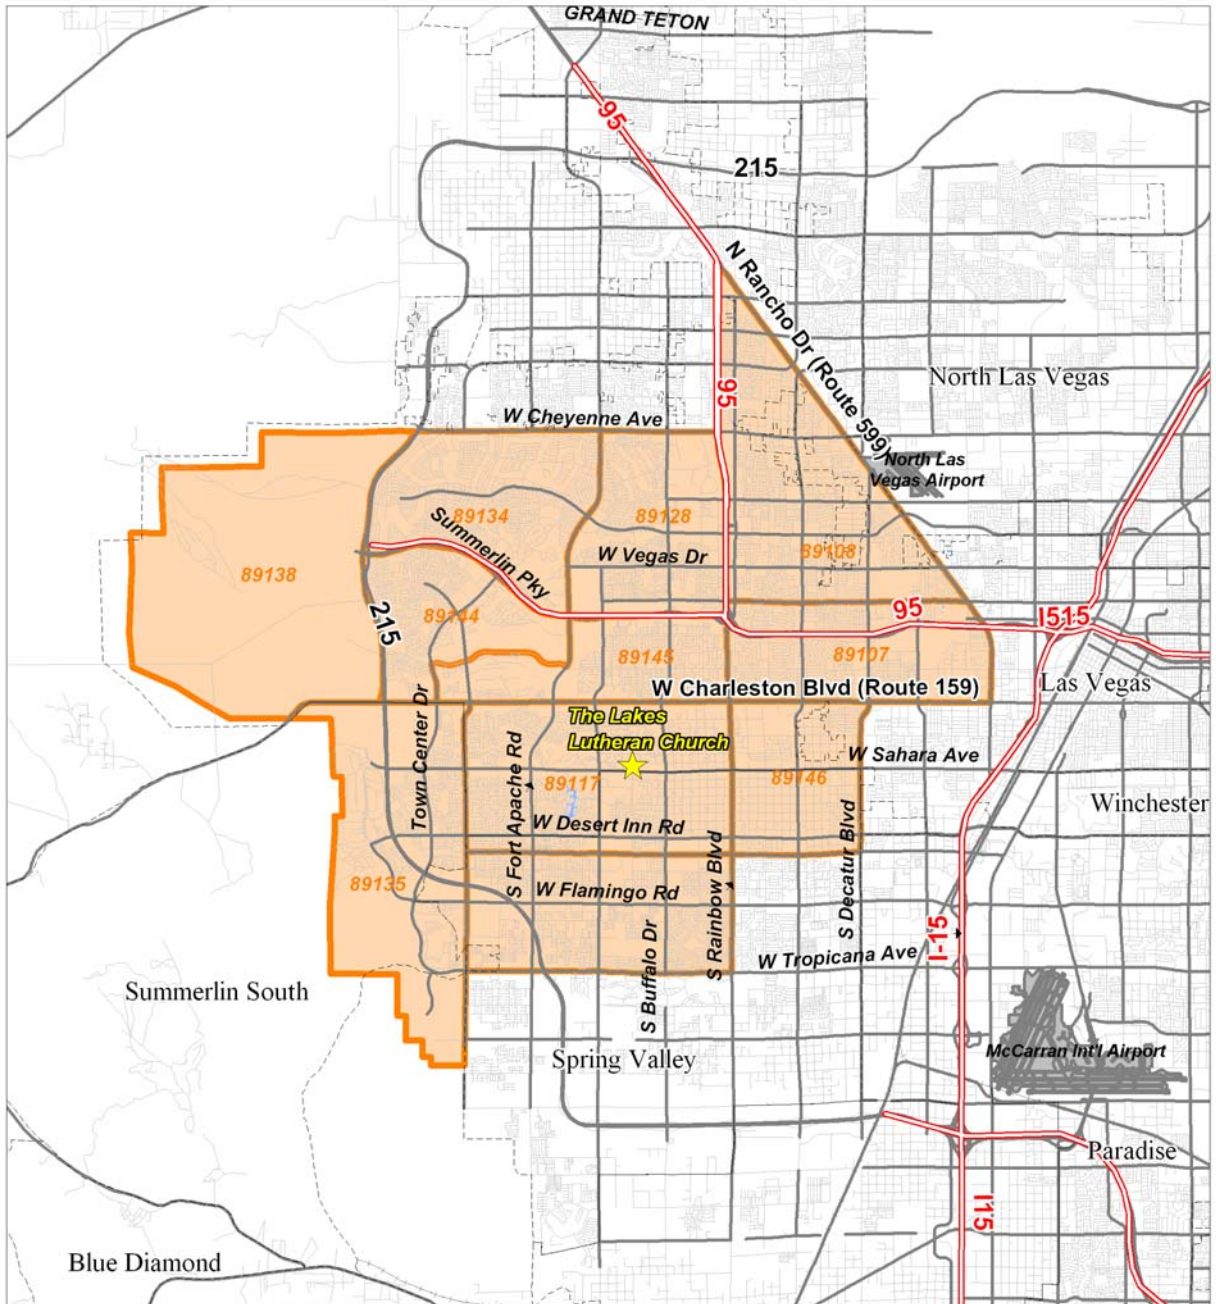 GRAND TETON
95
215
N Rancho Dr (Route 599)
North Las Vegas
95
W Cheyenne Ave
North Las
Vegas Airport
89134
89128
Summerlin Pky
W Vegas Dr
89108
89138
215
89144
95
I515
89145
89107
W Charleston Blvd (Route 159)
Las Vegas
Town Center Dr
The Lakes
Lutheran Church
S Fort Apache Rd
W Sahara Ave
89117
89146
Winchester
W Desert Inn Rd
S Rainbow Blvd
S Decatur Blvd
89135
W Flamingo Rd
S Buffalo Dr
I-15
W Tropicana Ave
Summerlin South
Spring Valley
McCarran Int'l Airport
Paradise
I15
Blue Diamond